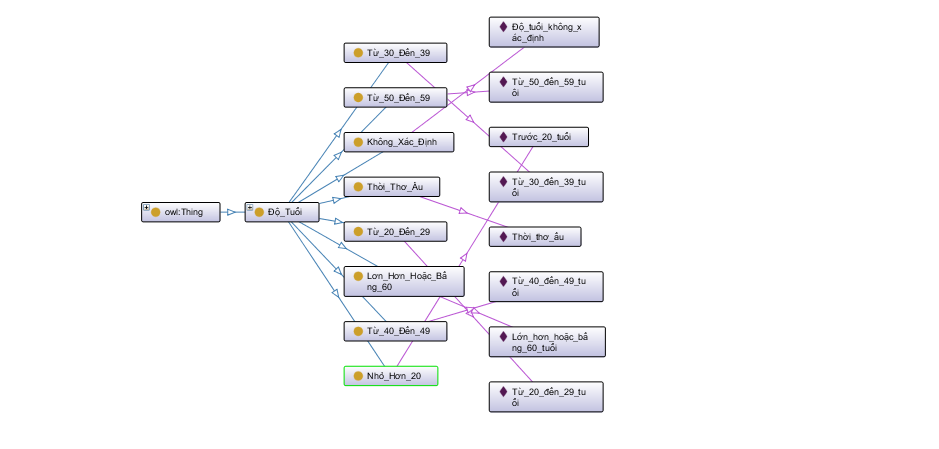 Độ_tuổi_không_x
ác_định
Từ_30_Đến_39
Từ_50_đến_59_tu
ổi
Từ_50_Đến_59
Trước_20_tuổi
Không_Xác_Định
Từ_30_đến_39_tu
ổi
Thời_Thơ_Ấu
owl:Thing
Độ_Tuổi
Từ_20_Đến_29
Thời_thơ_ấu
Lơn_Hơn_Hoặc_Bằ
ng_60
Từ_40_đến_49_tu
ổi
Từ_40_Đến_49
Lớn_hơn_hoặc_bằ
ng_60_tuổi
Nhỏ_Hơn_20
Từ_20_đến_29_tu
ổi